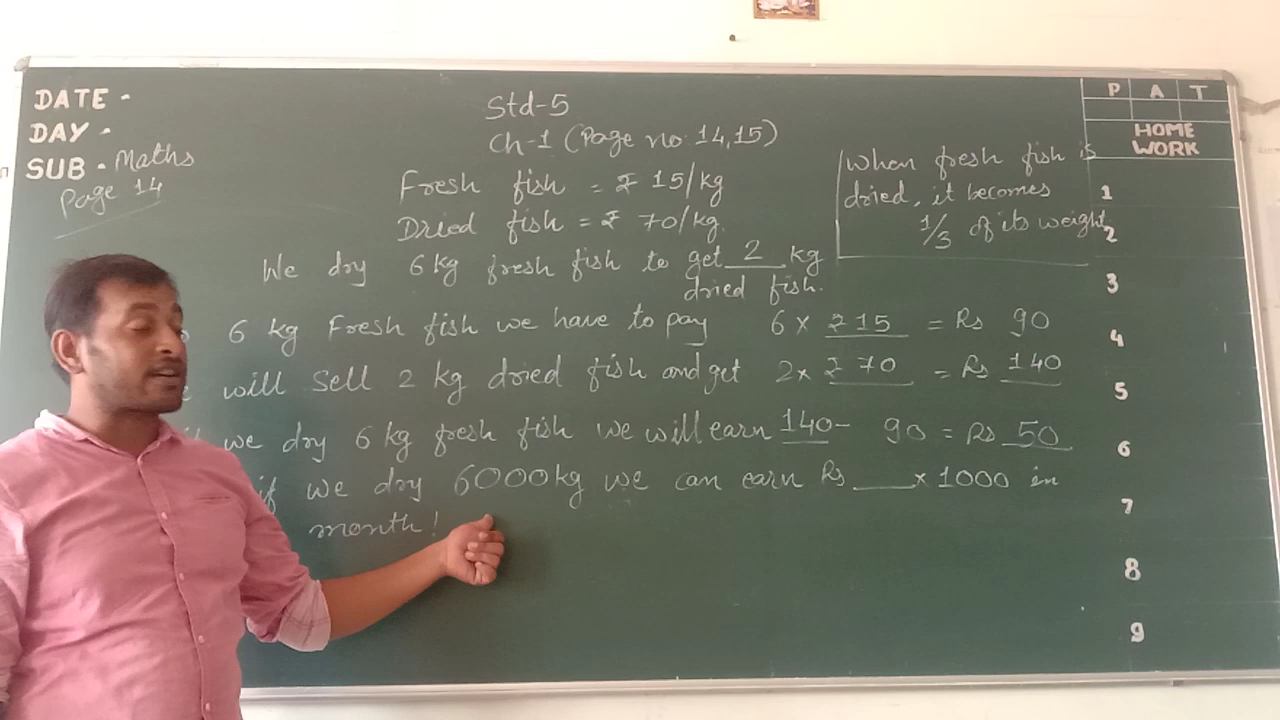 DATE -
DAY -
SUB - Maths
Page 14
Std-5
Ch-1 (Page no. 14,15)
Fresh fish = ₹ 15/kg
Dried fish = ₹ 70/kg.
When fresh fish is
dried, it becomes
1/3 of its weight
We dry 6 kg fresh fish to get 2 kg
dried fish.
6 kg Fresh fish we have to pay 6 × ₹ 15 = Rs 90
will sell 2 kg dried fish and get 2 × ₹ 70 = Rs 140
we dry 6 kg fresh fish we will earn 140 - 90 = Rs 50
if we dry 6000kg we can earn Rs ____ × 1000 in
month!
P A T
HOME
WORK
1
2
3
4
5
6
7
8
9